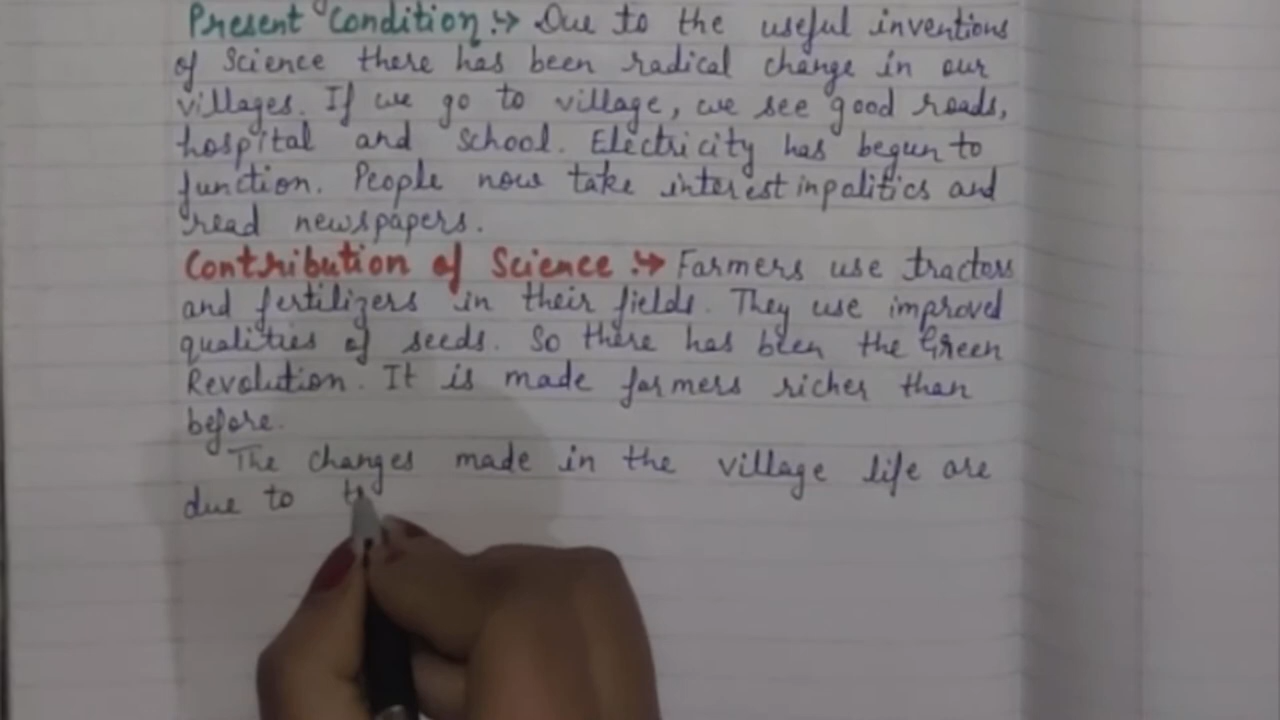 Present Condition :→ Due to the useful inventions
of Science there has been radical change in our
villages. If we go to village, we see good roads,
hospital and school. Electricity has begun to
function. People now take interest in politics and
read newspapers.
Contribution of Science :→ Farmers use tractors
and fertilizers in their fields. They use improved
qualities of seeds. So there has been the Green
Revolution. It is made farmers richer than
before.
The changes made in the village life are
due to